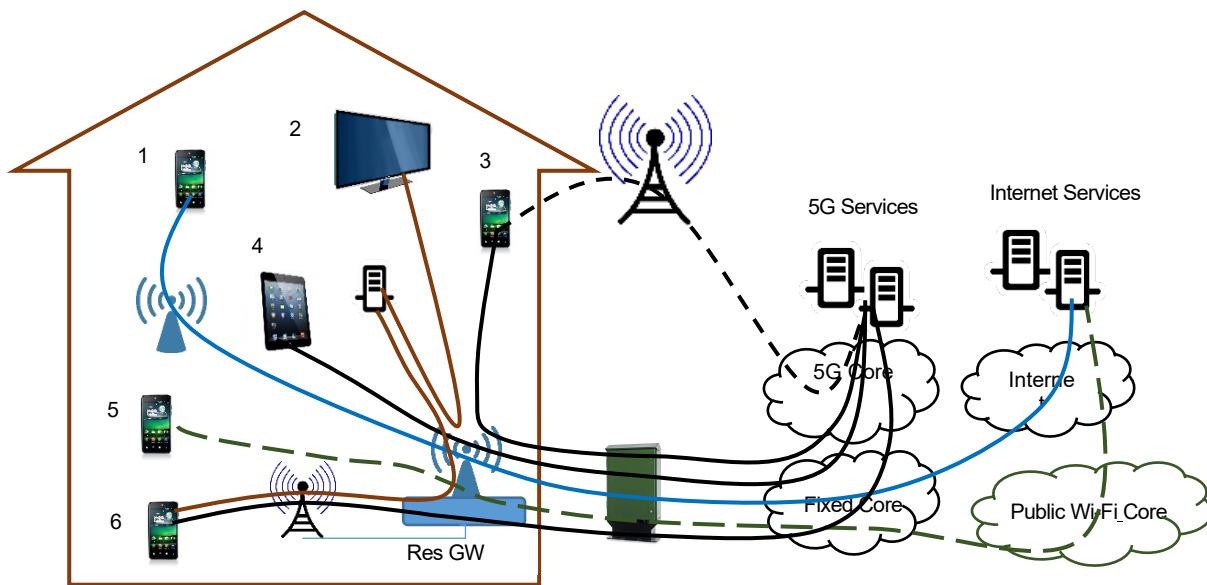 2
1
3
4
5
6
5G Services
Internet Services
5G Core
Interne
t
Fixed Core
Public Wi-Fi Core
Res GW